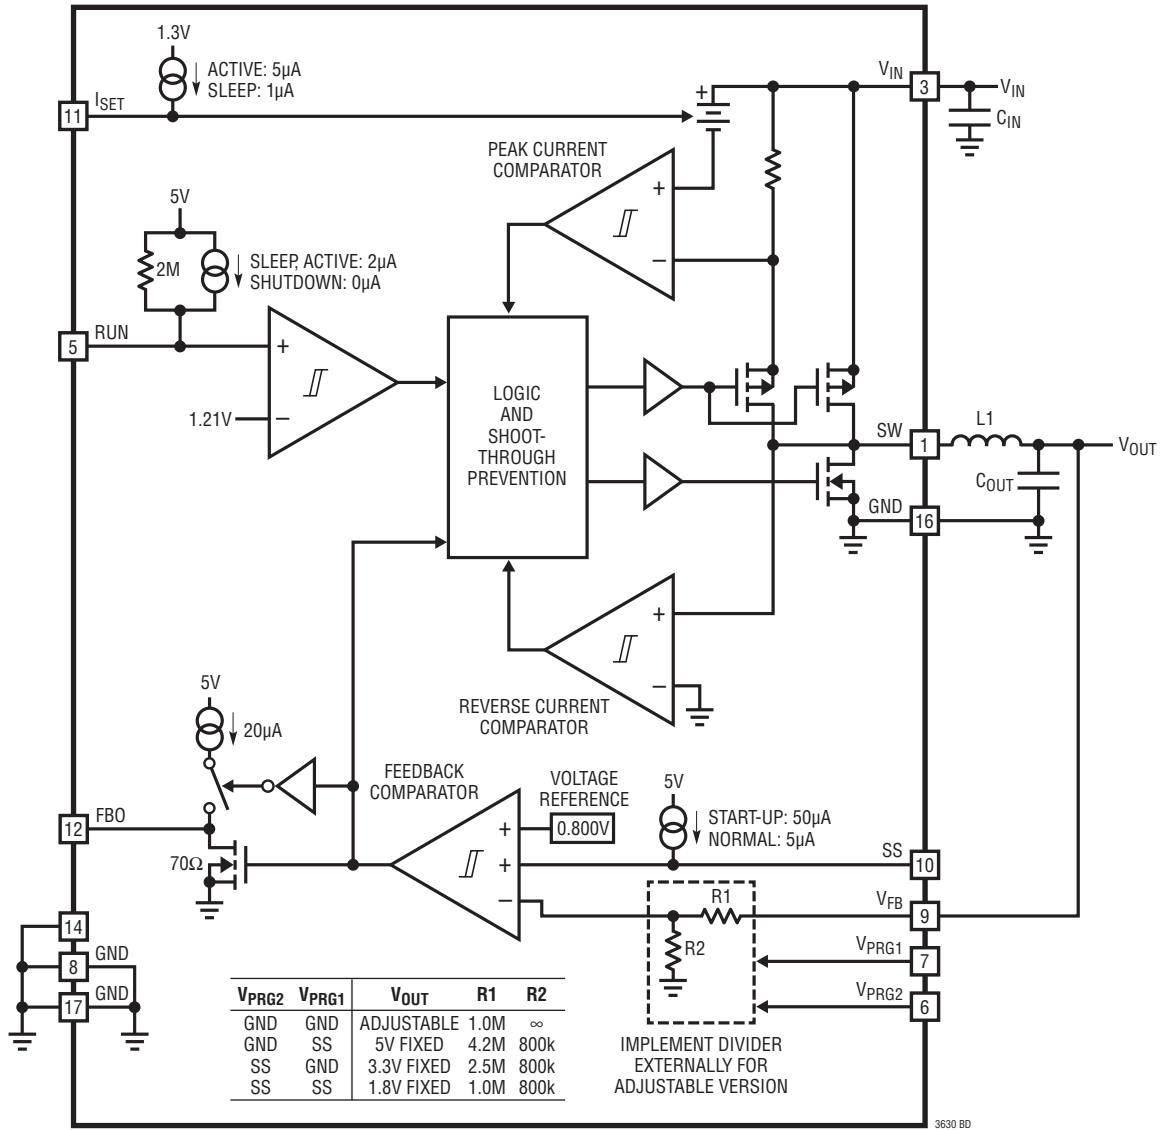 1.3V
ACTIVE: 5µA
SLEEP: 1µA
11
ISET
VIN
3
VIN
CIN
+
PEAK CURRENT
COMPARATOR
+
–
5V
2M
SLEEP, ACTIVE: 2µA
SHUTDOWN: 0µA
5
RUN
+
1.21V
–
LOGIC
AND
SHOOT-
THROUGH
PREVENTION
SW
1
L1
VOUT
COUT
GND
16
+
–
REVERSE CURRENT
COMPARATOR
5V
20µA
FEEDBACK
COMPARATOR
VOLTAGE
REFERENCE
0.800V
5V
START-UP: 50µA
NORMAL: 5µA
12
FBO
70Ω
+
+
–
SS
10
R1
R2
VFB
9
VPRG1
7
VPRG2
6
14
8
GND
17
GND
VPRG2 VPRG1 VOUT R1 R2
GND GND ADJUSTABLE 1.0M ∞
GND SS 5V FIXED 4.2M 800k
SS GND 3.3V FIXED 2.5M 800k
SS SS 1.8V FIXED 1.0M 800k
IMPLEMENT DIVIDER
EXTERNALLY FOR
ADJUSTABLE VERSION
3630 BD